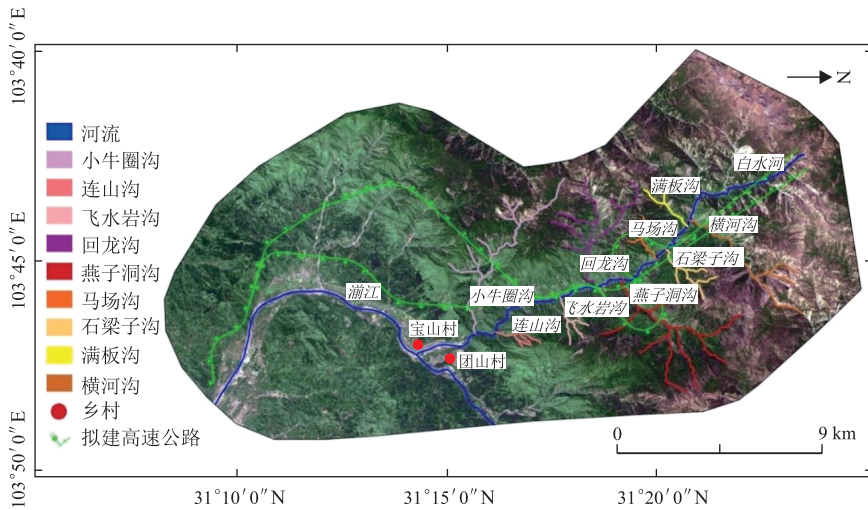 103°40′0″E
103°45′0″E
103°50′0″E
N
河流
小牛圈沟
连山沟
飞水岩沟
回龙沟
燕子洞沟
马场沟
石梁子沟
满板沟
横河沟
乡村
拟建高速公路
白水河
满板沟
横河沟
马场沟
石梁子沟
回龙沟
燕子洞沟
小牛圈沟
飞水岩沟
连山沟
湔江
宝山村
团山村
0
9 km
31°10′0″N
31°15′0″N
31°20′0″N